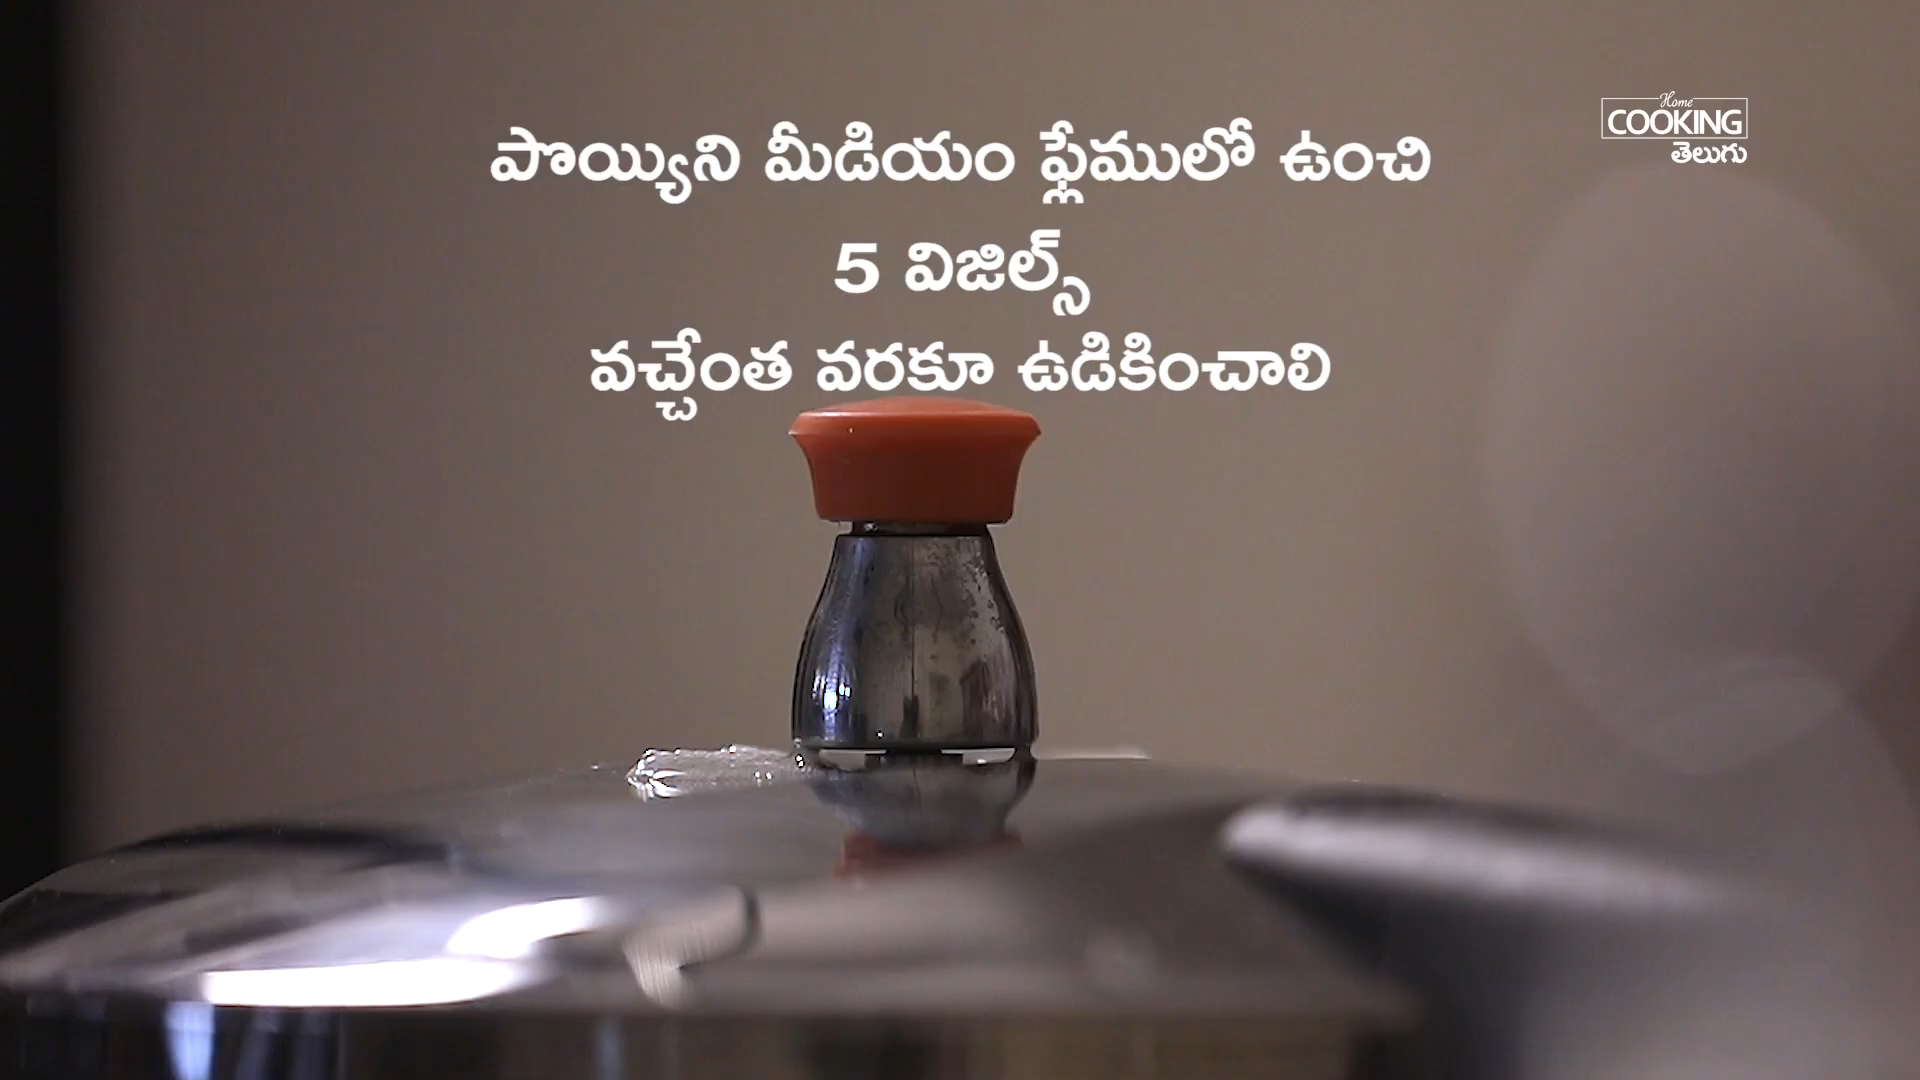 పొయ్యిని మీడియం ఫ్లేములో ఉంచి
5 విజిల్స్
వచ్చేంత వరకూ ఉడికించాలి
Home
COOKING
తెలుగు